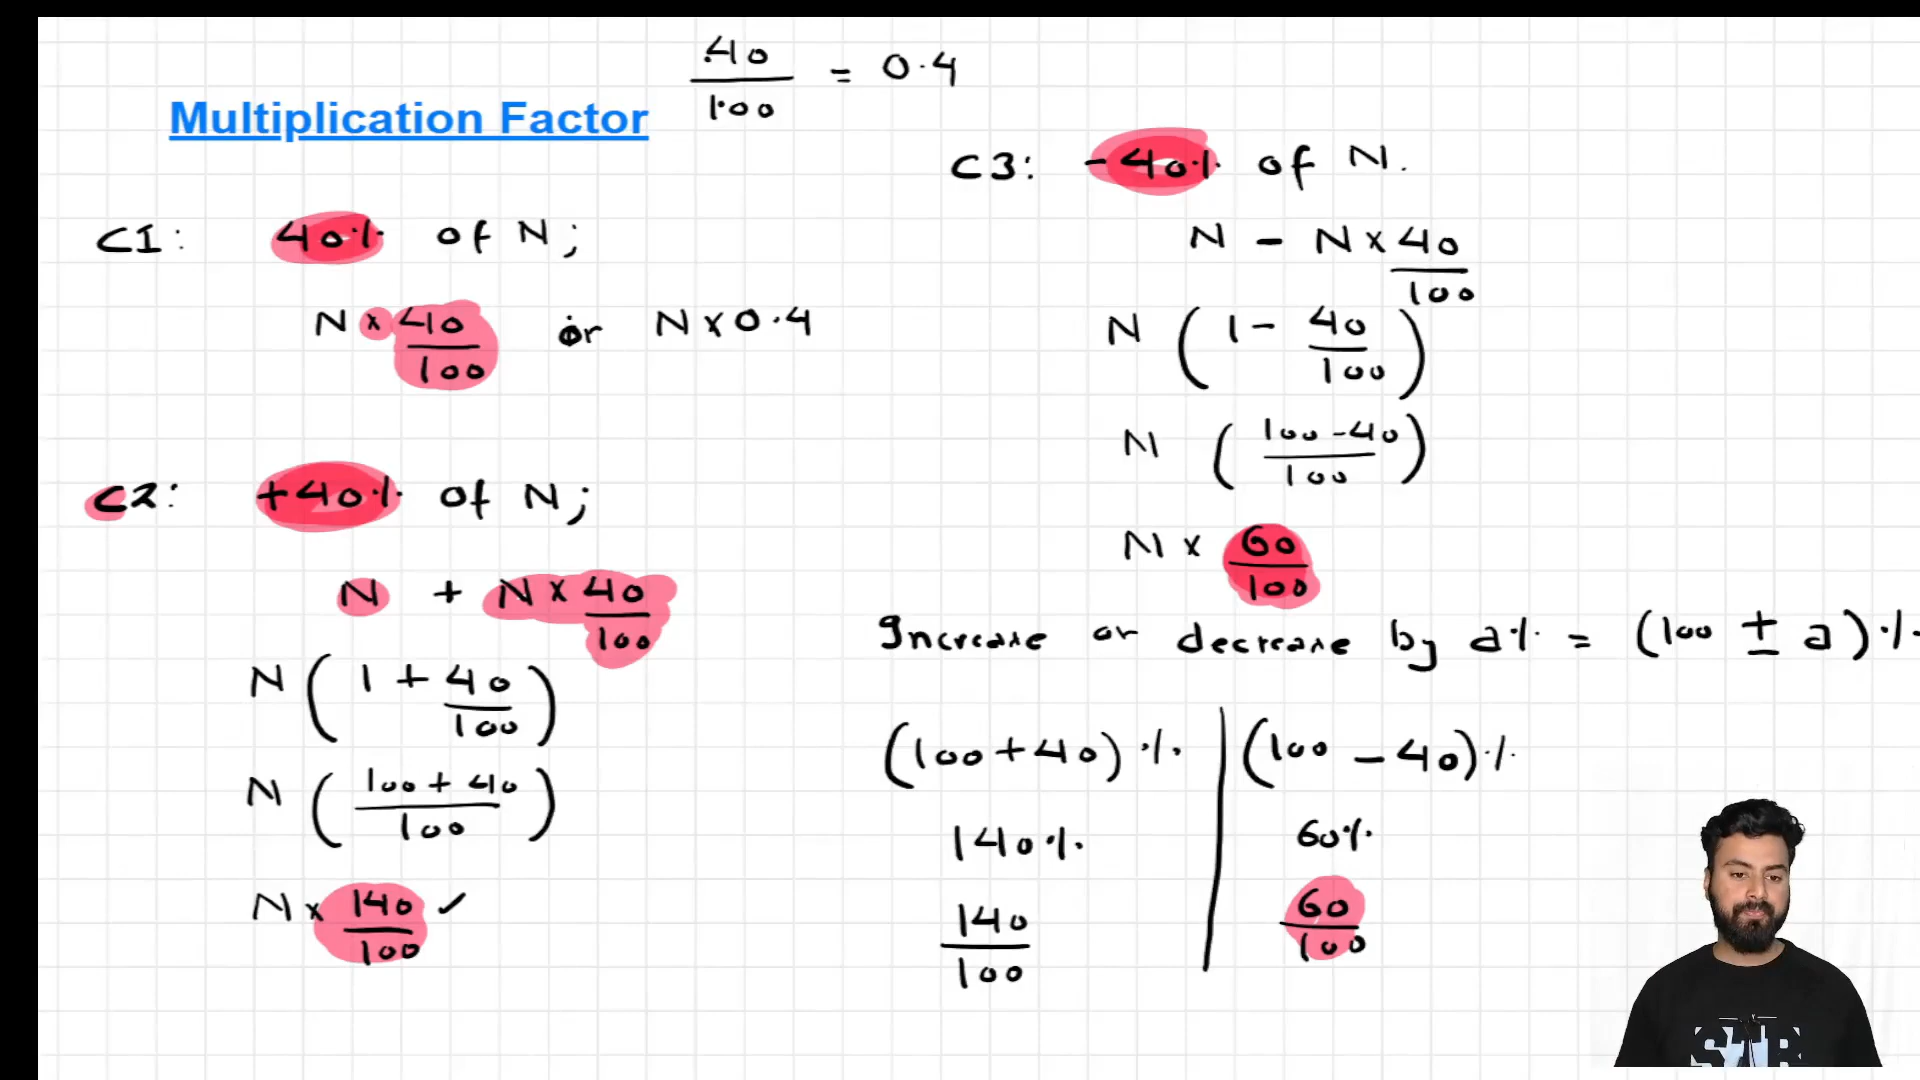 40/100 = 0.4
Multiplication Factor
C1: 40% of N;
N × 40/100 or N × 0.4
C2: +40% of N;
N + N × 40/100
N (1 + 40/100)
N ((100 + 40)/100)
N × 140/100 ✓
C3: -40% of N.
N - N × 40/100
N (1 - 40/100)
N ((100 - 40)/100)
N × 60/100
Increase or decrease by a% = (100 ± a)%
(100 + 40)%
140%
140/100
(100 - 40)%
60%
60/100